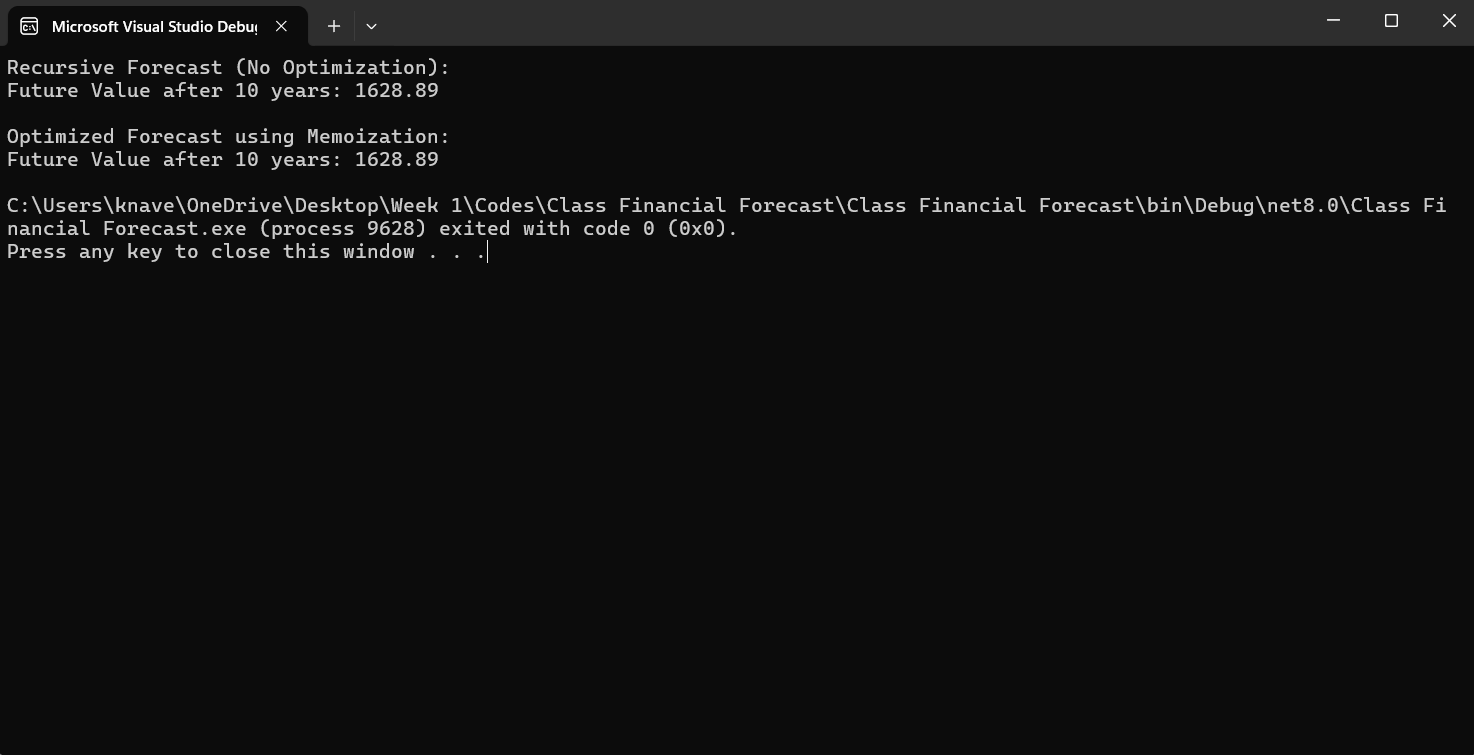 Microsoft Visual Studio Debug
Recursive Forecast (No Optimization):
Future Value after 10 years: 1628.89
Optimized Forecast using Memoization:
Future Value after 10 years: 1628.89
C:\Users\knave\OneDrive\Desktop\Week 1\Codes\Class Financial Forecast\Class Financial Forecast\bin\Debug\net8.0\Class Fi
nancial Forecast.exe (process 9628) exited with code 0 (0x0).
Press any key to close this window . . .